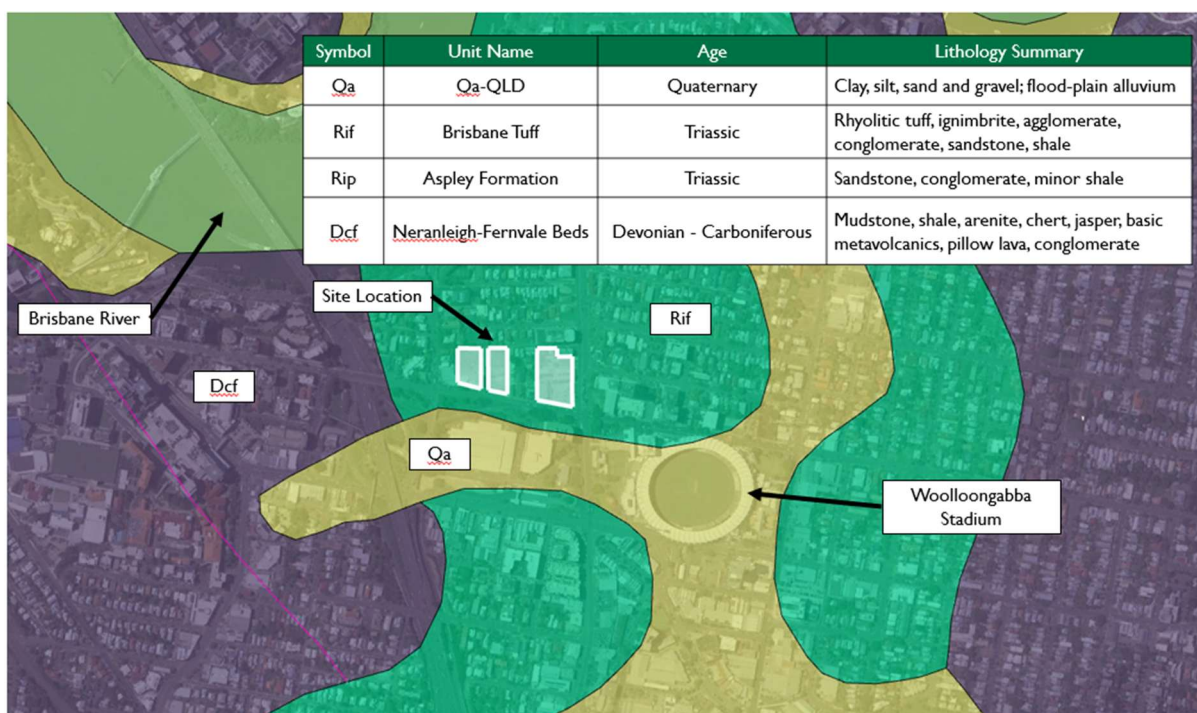 Symbol Unit Name Age Lithology Summary
Qa Qa-QLD Quaternary Clay, silt, sand and gravel; flood-plain alluvium
Rif Brisbane Tuff Triassic Rhyolitic tuff, ignimbrite, agglomerate,
conglomerate, sandstone, shale
Rip Aspley Formation Triassic Sandstone, conglomerate, minor shale
Dcf Neranleigh-Fernvale Beds Devonian - Carboniferous Mudstone, shale, arenite, chert, jasper, basic
metavolcanics, pillow lava, conglomerate
Site Location
Brisbane River
Rif
Dcf
Qa
Woolloongabba
Stadium